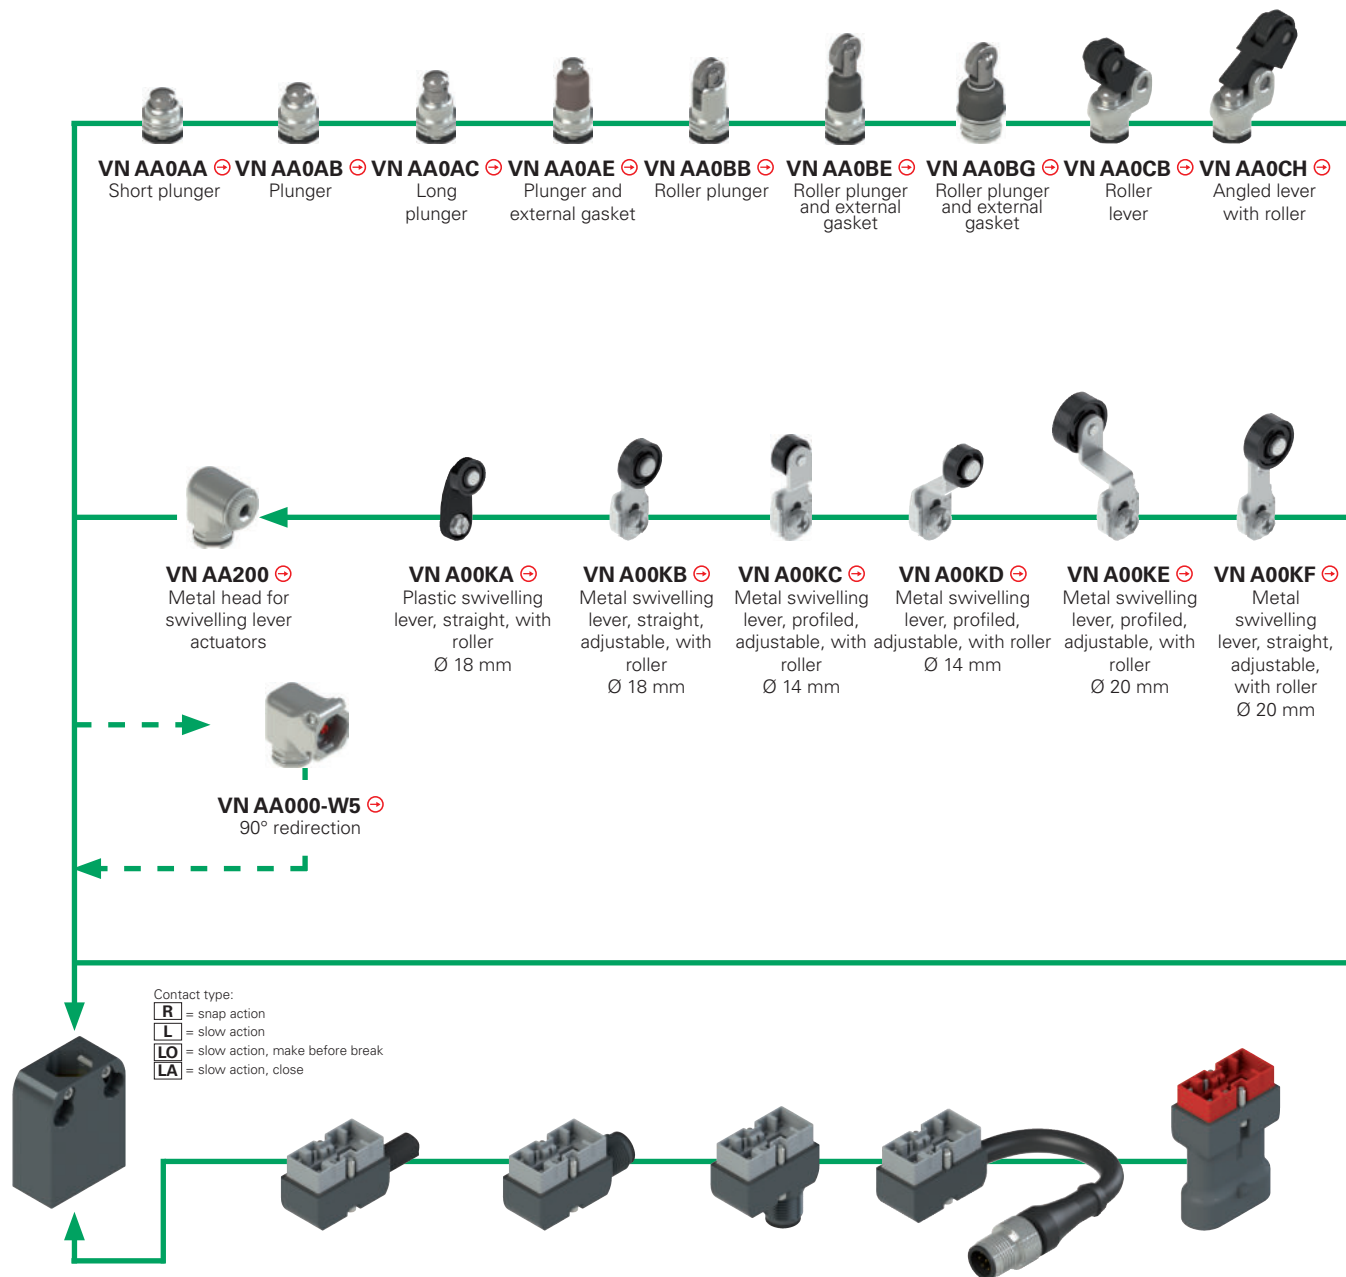 VN AA0AA
Short plunger
VN AA0AB
Plunger
VN AA0AC
Long
plunger
VN AA0AE
Plunger and
external gasket
VN AA0BB
Roller plunger
VN AA0BE
Roller plunger
and external
gasket
VN AA0BG
Roller plunger
and external
gasket
VN AA0CB
Roller
lever
VN AA0CH
Angled lever
with roller
VN AA200
Metal head for
swivelling lever
actuators
VN A00KA
Plastic swivelling
lever, straight, with
roller
Ø 18 mm
VN A00KB
Metal swivelling
lever, straight,
adjustable, with
roller
Ø 18 mm
VN A00KC
Metal swivelling
lever, profiled,
adjustable, with
roller
Ø 14 mm
VN A00KD
Metal swivelling
lever, profiled,
adjustable, with roller
Ø 14 mm
VN A00KE
Metal swivelling
lever, profiled,
adjustable, with
roller
Ø 20 mm
VN A00KF
Metal
swivelling
lever, straight,
adjustable,
with roller
Ø 20 mm
VN AA000-W5
90° redirection
Contact type:
R = snap action
L = slow action
LO = slow action, make before break
LA = slow action, close